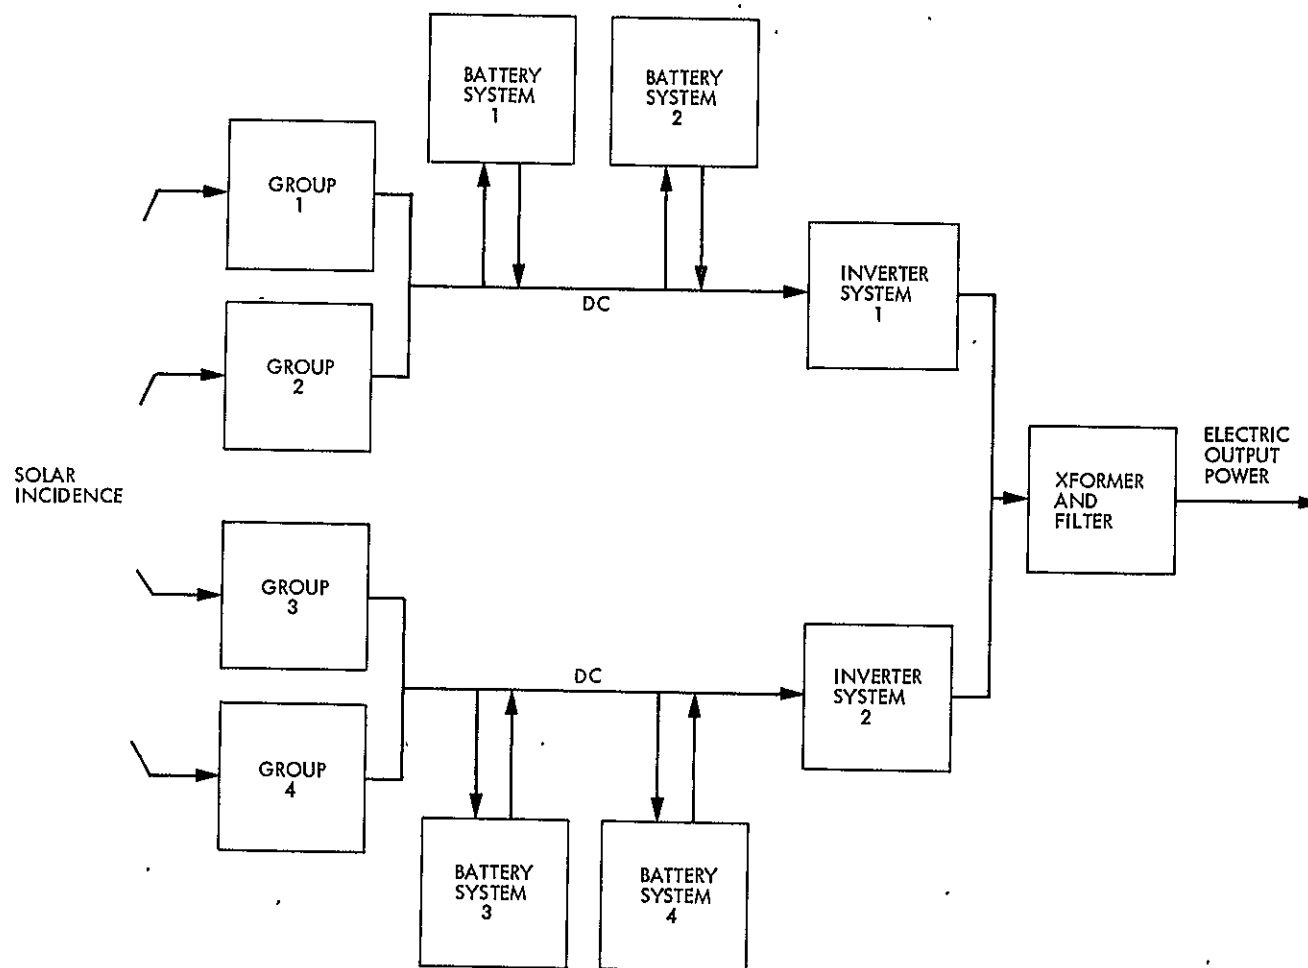 BATTERY
SYSTEM
1
BATTERY
SYSTEM
2
GROUP
1
GROUP
2
DC
INVERTER
SYSTEM
1
SOLAR
INCIDENCE
XFORMER
AND
FILTER
ELECTRIC
OUTPUT
POWER
GROUP
3
GROUP
4
DC
INVERTER
SYSTEM
2
BATTERY
SYSTEM
3
BATTERY
SYSTEM
4